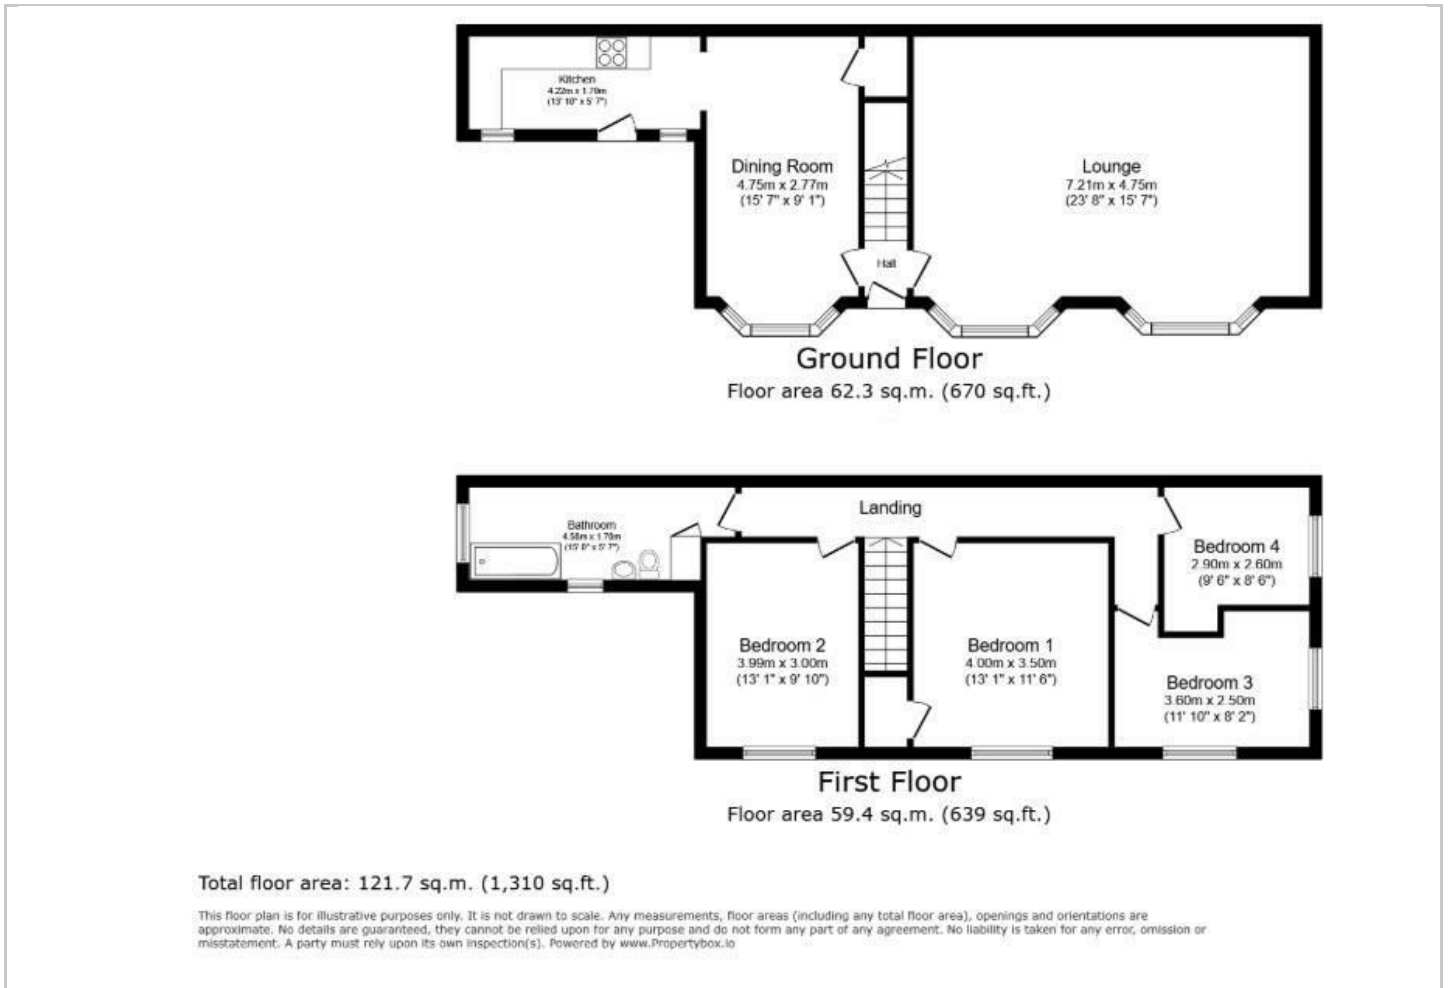 Kitchen
4.22m x 1.70m
(13' 10" x 5' 7")
Dining Room
4.75m x 2.77m
(15' 7" x 9' 1")
Hall
Lounge
7.21m x 4.75m
(23' 8" x 15' 7")
Ground Floor
Floor area 62.3 sq.m. (670 sq.ft.)
Landing
Bathroom
4.58m x 1.70m
(15' 0" x 5' 7")
Bedroom 4
2.90m x 2.60m
(9' 6" x 8' 6")
Bedroom 2
3.99m x 3.00m
(13' 1" x 9' 10")
Bedroom 1
4.00m x 3.50m
(13' 1" x 11' 6")
Bedroom 3
3.60m x 2.50m
(11' 10" x 8' 2")
First Floor
Floor area 59.4 sq.m. (639 sq.ft.)
Total floor area: 121.7 sq.m. (1,310 sq.ft.)
This floor plan is for illustrative purposes only. It is not drawn to scale. Any measurements, floor areas (including any total floor area), openings and orientations are
approximate. No details are guaranteed, they cannot be relied upon for any purpose and do not form any part of any agreement. No liability is taken for any error, omission or
misstatement. A party must rely upon its own inspection(s). Powered by www.Propertybox.io